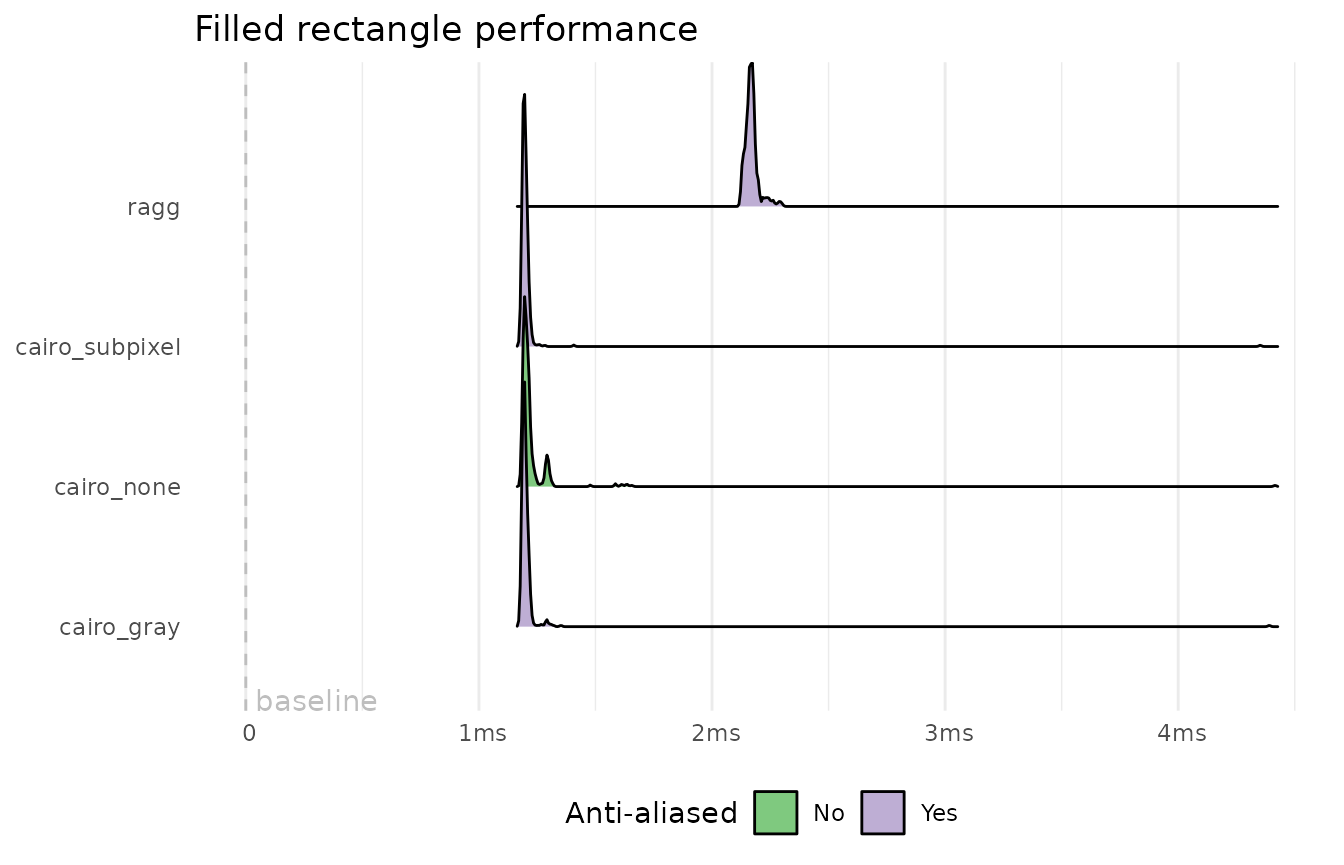 Filled rectangle performance
ragg
cairo_subpixel
cairo_none
cairo_gray
baseline
0 1ms 2ms 3ms 4ms
Anti-aliased No Yes